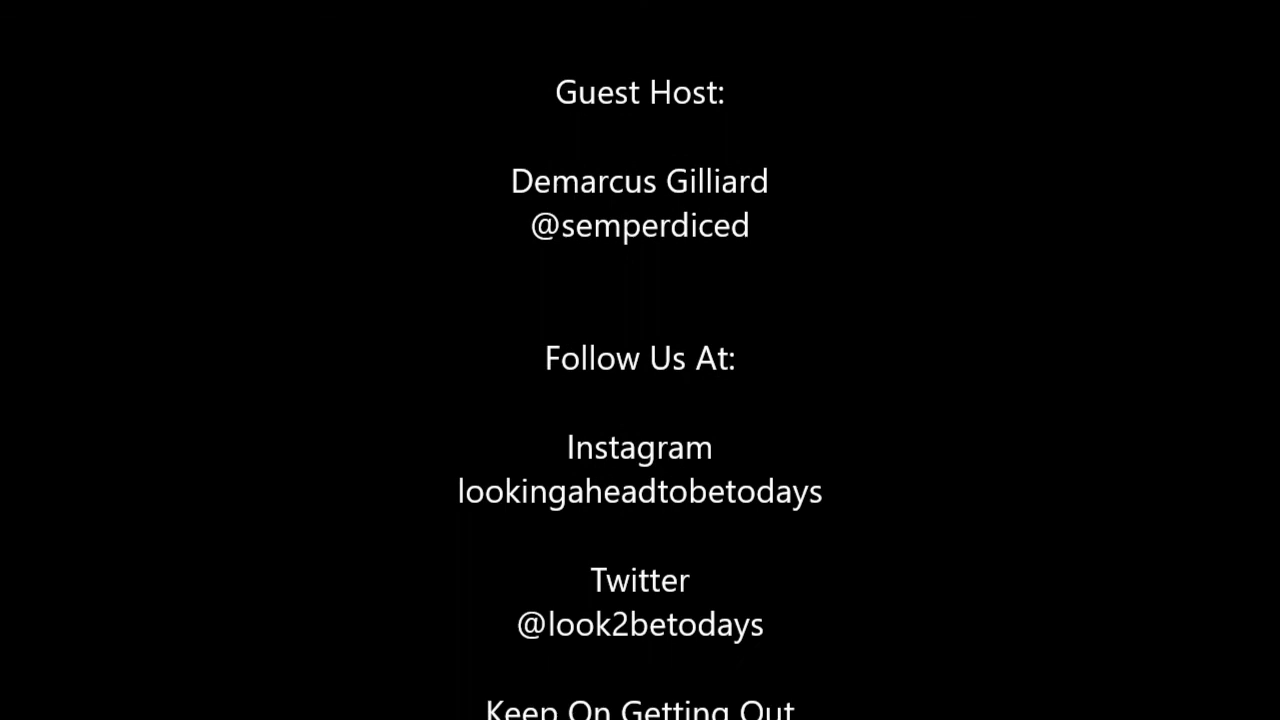 Guest Host:
Demarcus Gilliard
@semperdiced
Follow Us At:
Instagram
lookingaheadtobetodays
Twitter
@look2betodays
Keep On Getting Out